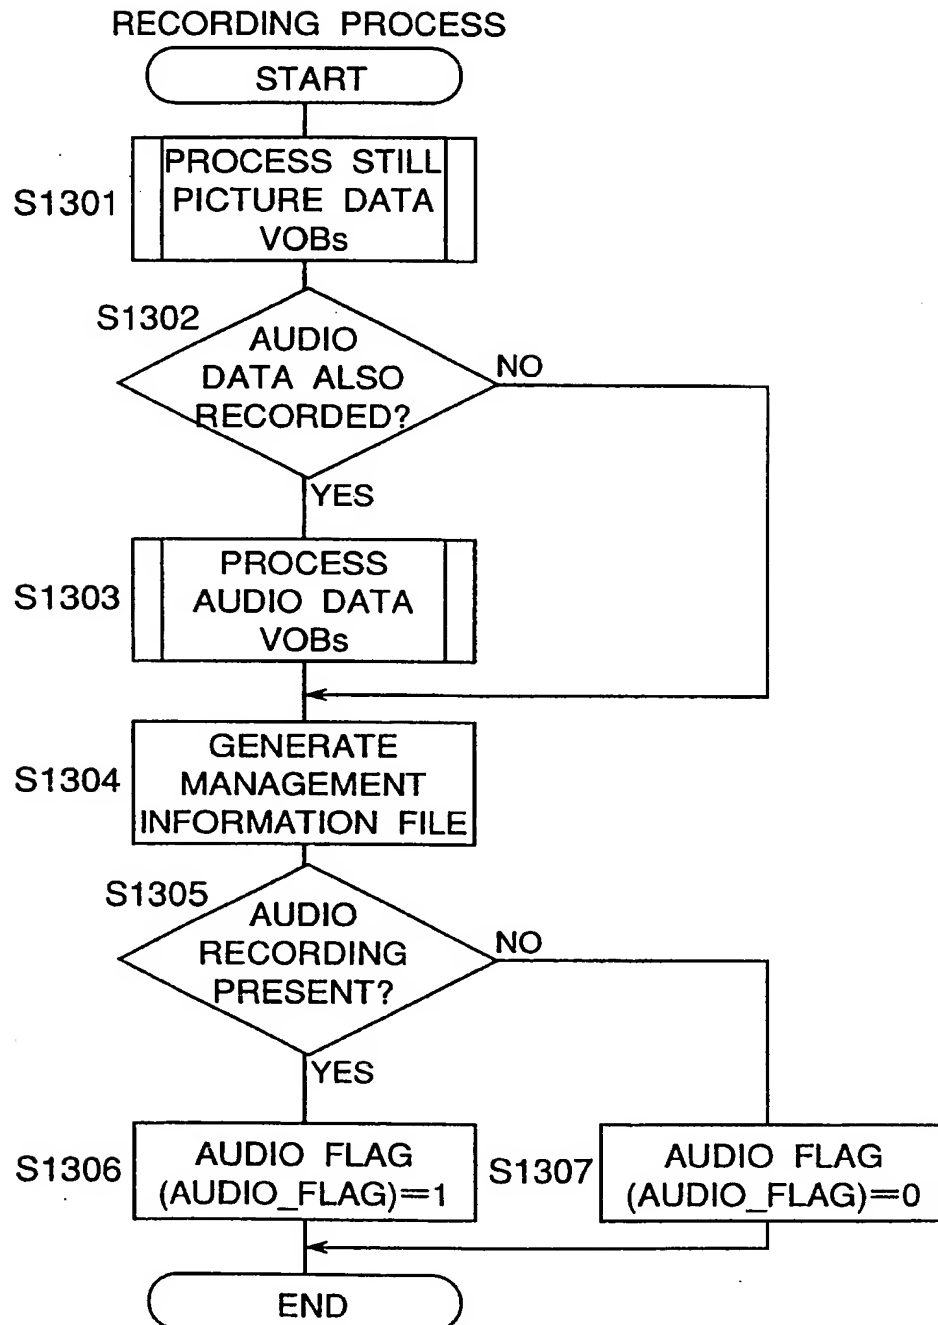 RECORDING PROCESS
START
S1301
PROCESS STILL
PICTURE DATA
VOBs
S1302
AUDIO
DATA ALSO
RECORDED?
NO
YES
S1303
PROCESS
AUDIO DATA
VOBs
S1304
GENERATE
MANAGEMENT
INFORMATION FILE
S1305
AUDIO
RECORDING
PRESENT?
NO
YES
S1306
AUDIO FLAG
(AUDIO_FLAG)=1
S1307
AUDIO FLAG
(AUDIO_FLAG)=0
END